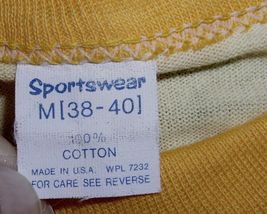 Sportswear
M[38-40]
100%
COTTON
MADE IN U.S.A. WPL 7232
FOR CARE SEE REVERSE